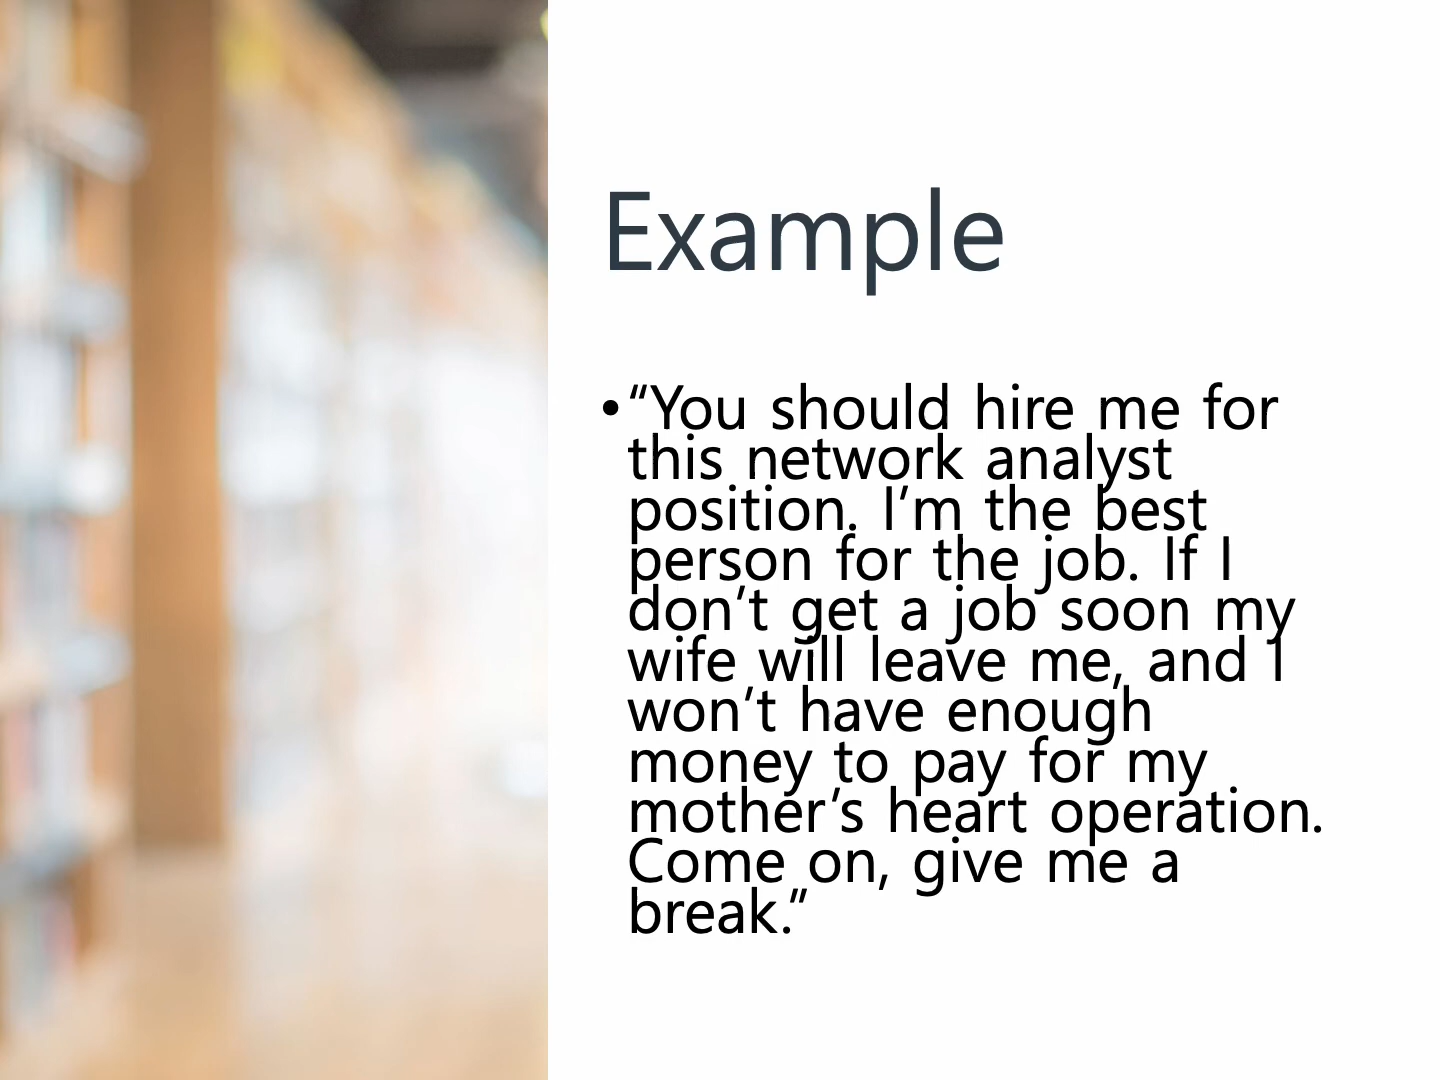 Example
•“You should hire me for
this network analyst
position. I’m the best
person for the job. If I
don’t get a job soon my
wife will leave me, and I
won’t have enough
money to pay for my
mother’s heart operation.
Come on, give me a
break.”